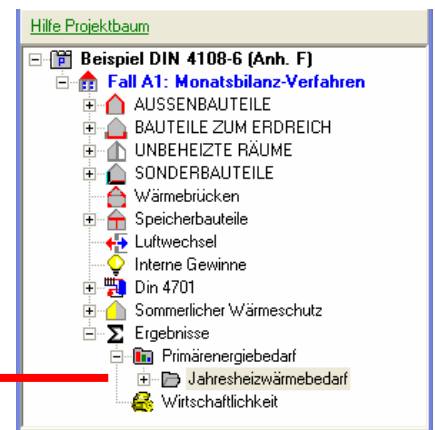 Hilfe Projektbaum
Beispiel DIN 4108-6 (Anh. F)
Fall A1: Monatsbilanz-Verfahren
AUSSENBAUTEILE
BAUTEILE ZUM ERDREICH
UNBEHEIZTE RÄUME
SONDERBAUTEILE
Wärmebrücken
Speicherbauteile
Luftwechsel
Interne Gewinne
Din 4701
Sommerlicher Wärmeschutz
Ergebnisse
Primärenergiebedarf
Jahresheizwärmebedarf
Wirtschaftlichkeit